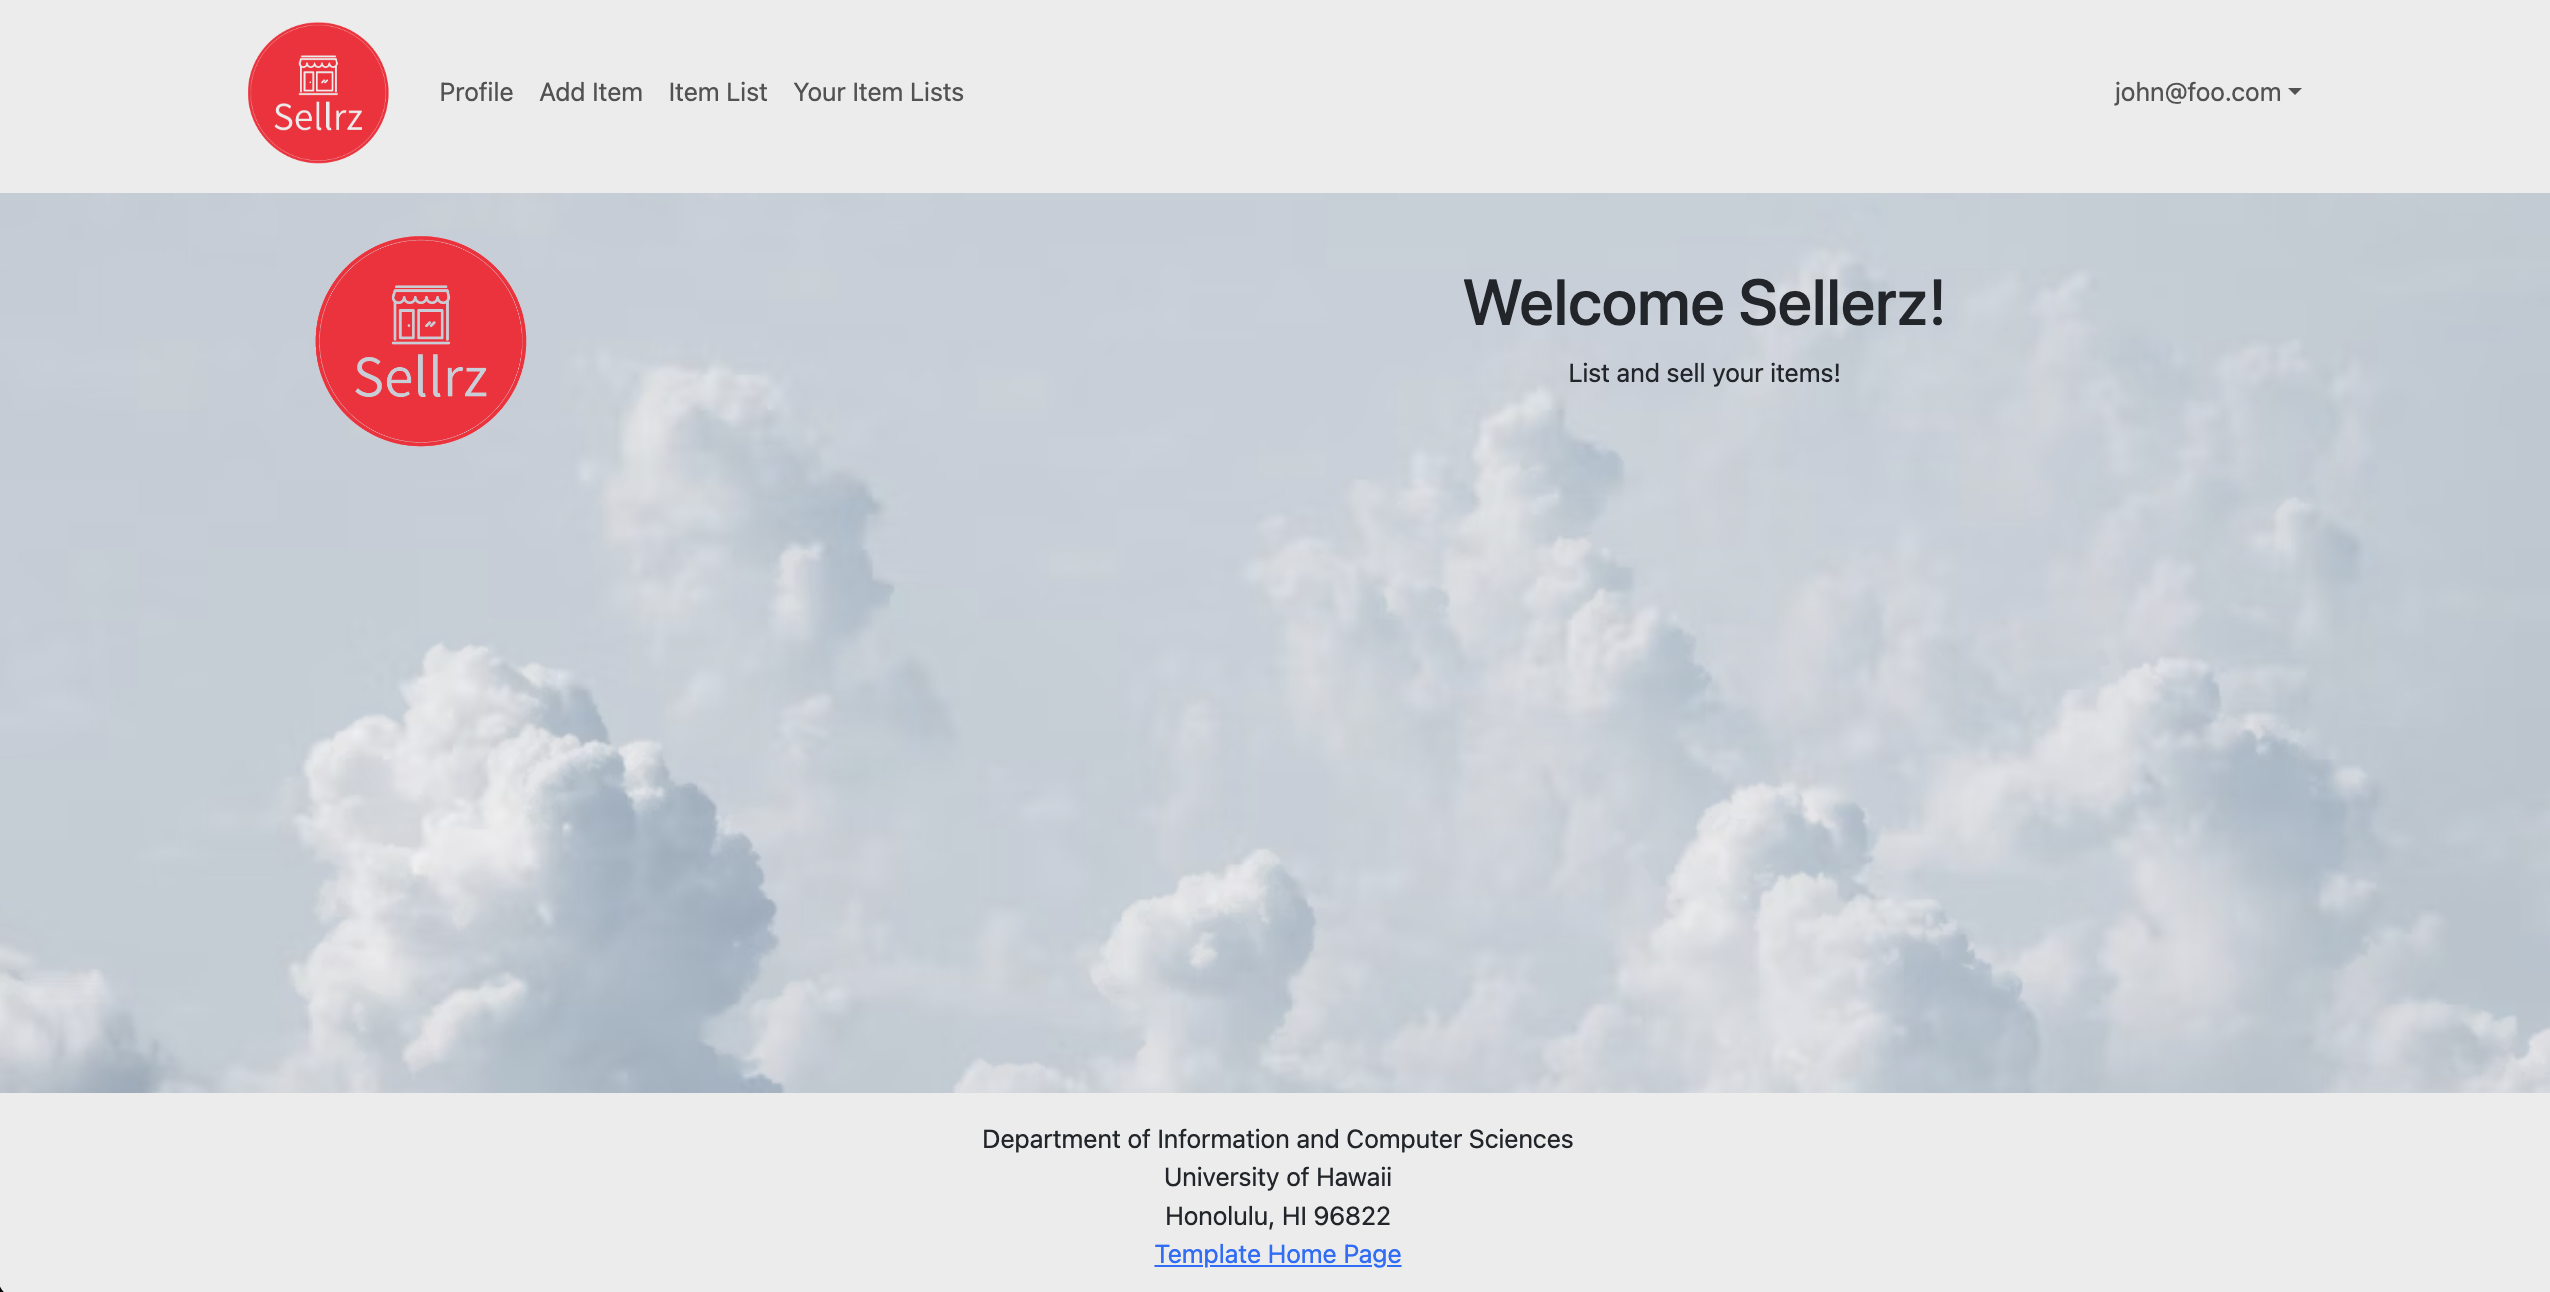 Sellrz
Profile Add Item Item List Your Item Lists john@foo.com
Sellrz
Welcome Sellerz!
List and sell your items!
Department of Information and Computer Sciences
University of Hawaii
Honolulu, HI 96822
Template Home Page